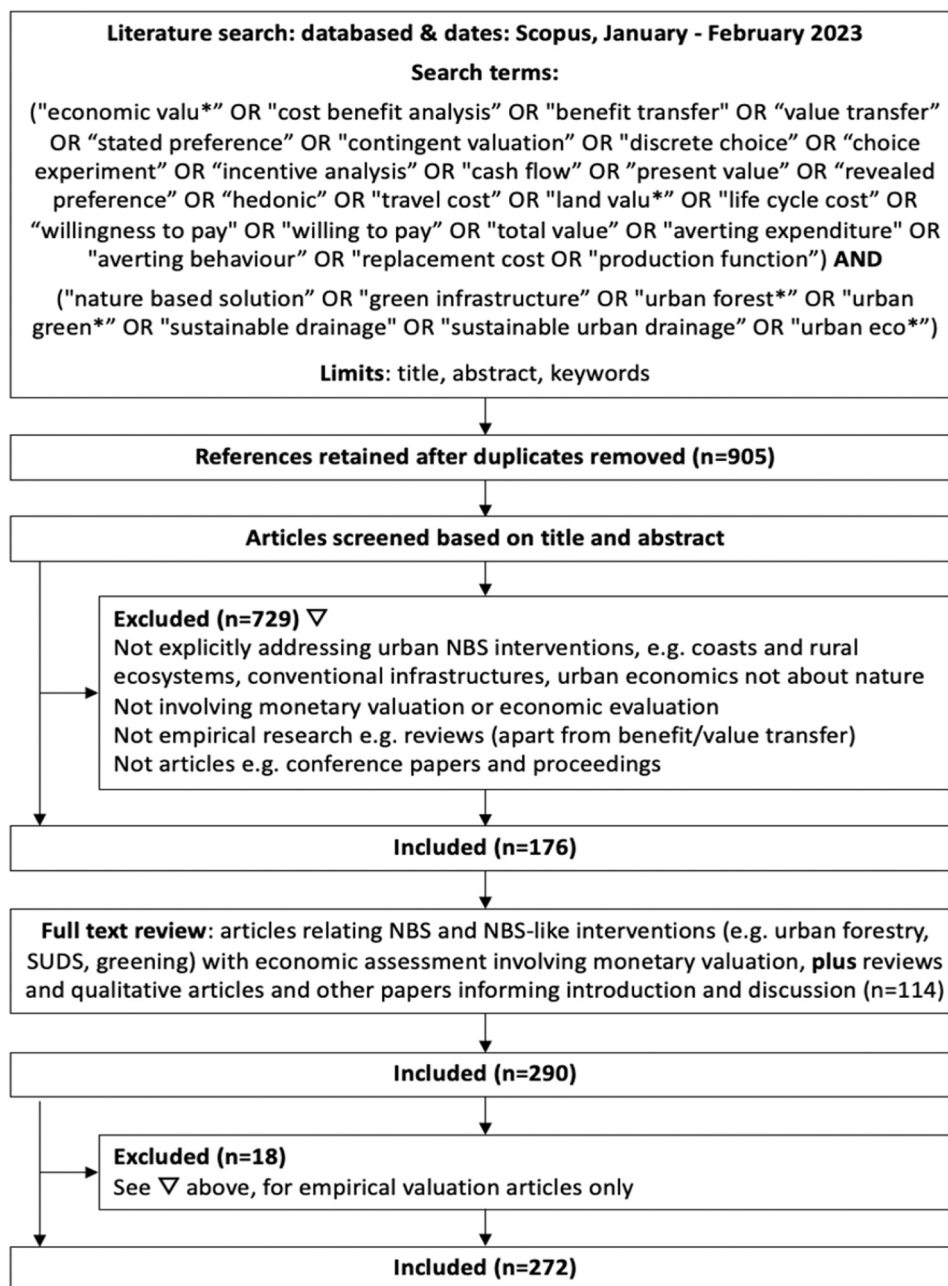 Literature search: databased & dates: Scopus, January - February 2023
Search terms:
("economic valu*” OR "cost benefit analysis” OR "benefit transfer" OR “value transfer”
OR “stated preference” OR "contingent valuation” OR "discrete choice” OR “choice
experiment” OR “incentive analysis” OR "cash flow” OR "present value” OR “revealed
preference” OR “hedonic” OR "travel cost” OR "land valu*” OR "life cycle cost” OR
“willingness to pay" OR "willing to pay” OR "total value” OR "averting expenditure" OR
"averting behaviour” OR "replacement cost OR "production function”) AND
("nature based solution” OR "green infrastructure” OR "urban forest*” OR "urban
green*” OR "sustainable drainage" OR "sustainable urban drainage” OR "urban eco*”)
Limits: title, abstract, keywords
References retained after duplicates removed (n=905)
Articles screened based on title and abstract
Excluded (n=729) ▽
Not explicitly addressing urban NBS interventions, e.g. coasts and rural
ecosystems, conventional infrastructures, urban economics not about nature
Not involving monetary valuation or economic evaluation
Not empirical research e.g. reviews (apart from benefit/value transfer)
Not articles e.g. conference papers and proceedings
Included (n=176)
Full text review: articles relating NBS and NBS-like interventions (e.g. urban forestry,
SUDS, greening) with economic assessment involving monetary valuation, plus reviews
and qualitative articles and other papers informing introduction and discussion (n=114)
Included (n=290)
Excluded (n=18)
See ▽ above, for empirical valuation articles only
Included (n=272)